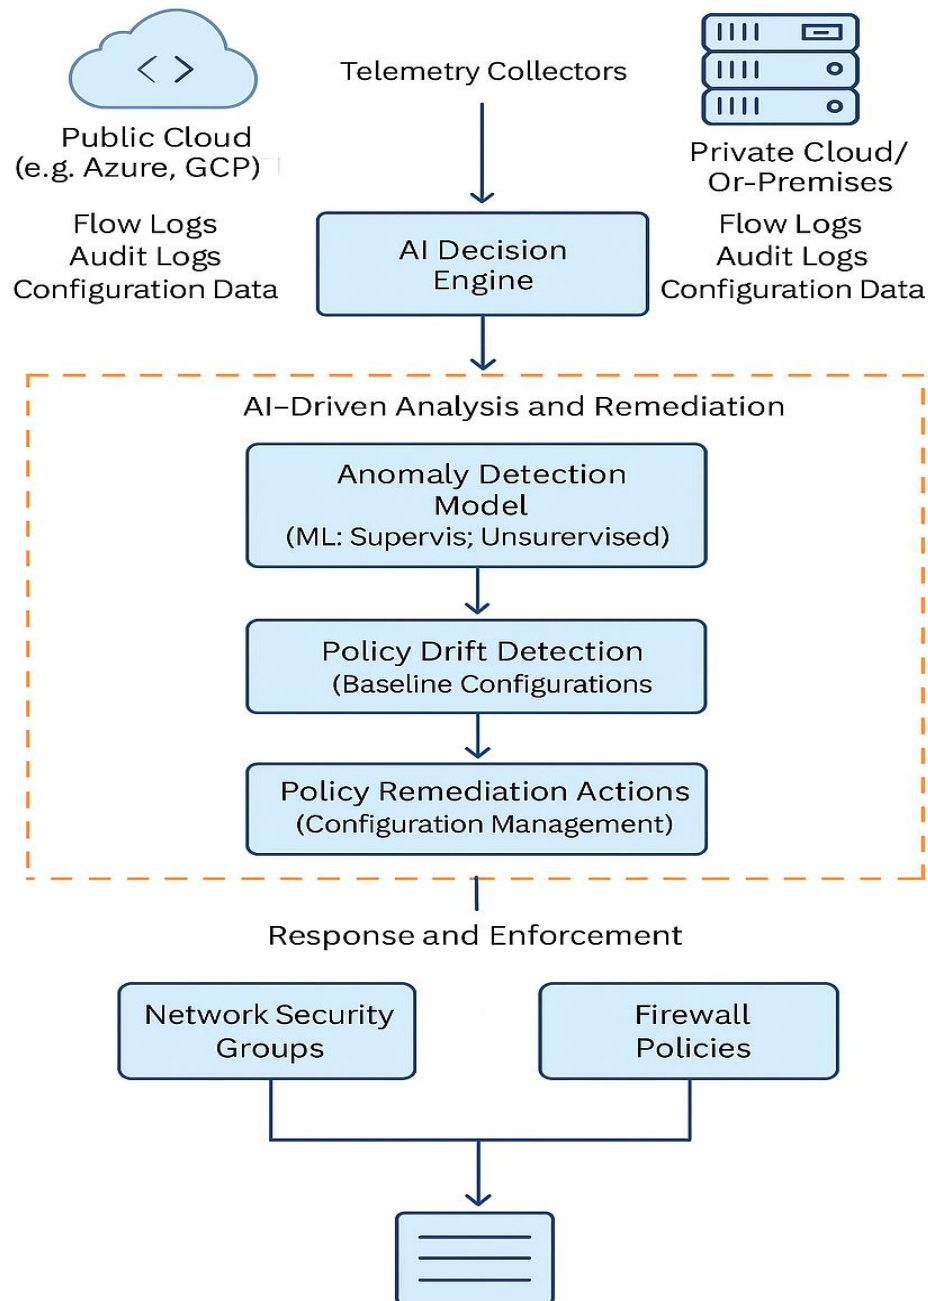 Telemetry Collectors
Public Cloud
(e.g. Azure, GCP)
Flow Logs
Audit Logs
Configuration Data
Private Cloud/
Or-Premises
Flow Logs
Audit Logs
Configuration Data
AI Decision
Engine
AI-Driven Analysis and Remediation
Anomaly Detection
Model
(ML: Supervis; Unsurervised)
Policy Drift Detection
(Baseline Configurations
Policy Remediation Actions
(Configuration Management)
Response and Enforcement
Network Security
Groups
Firewall
Policies